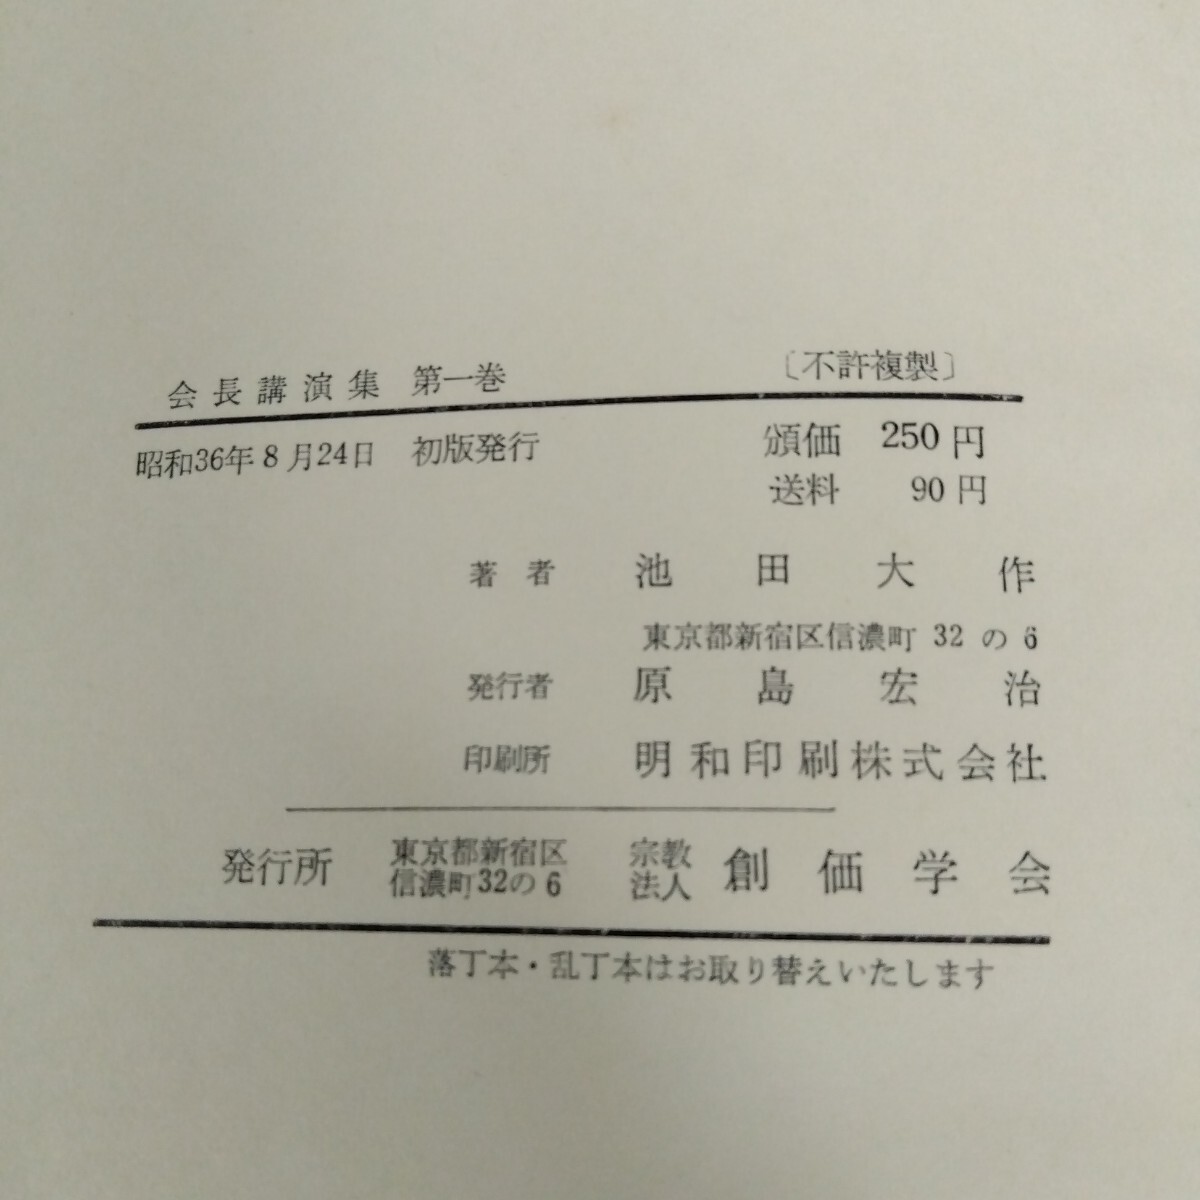 会長講演集 第一巻 〔不許複製〕
昭和36年8月24日 初版発行 頒価 250円
送料 90円
著者 池田大作
東京都新宿区信濃町 32の6
発行者 原島宏治
印刷所 明和印刷株式会社
発行所 東京都新宿区 宗教 創価学会
信濃町32の6 法人
落丁本・乱丁本はお取り替えいたします